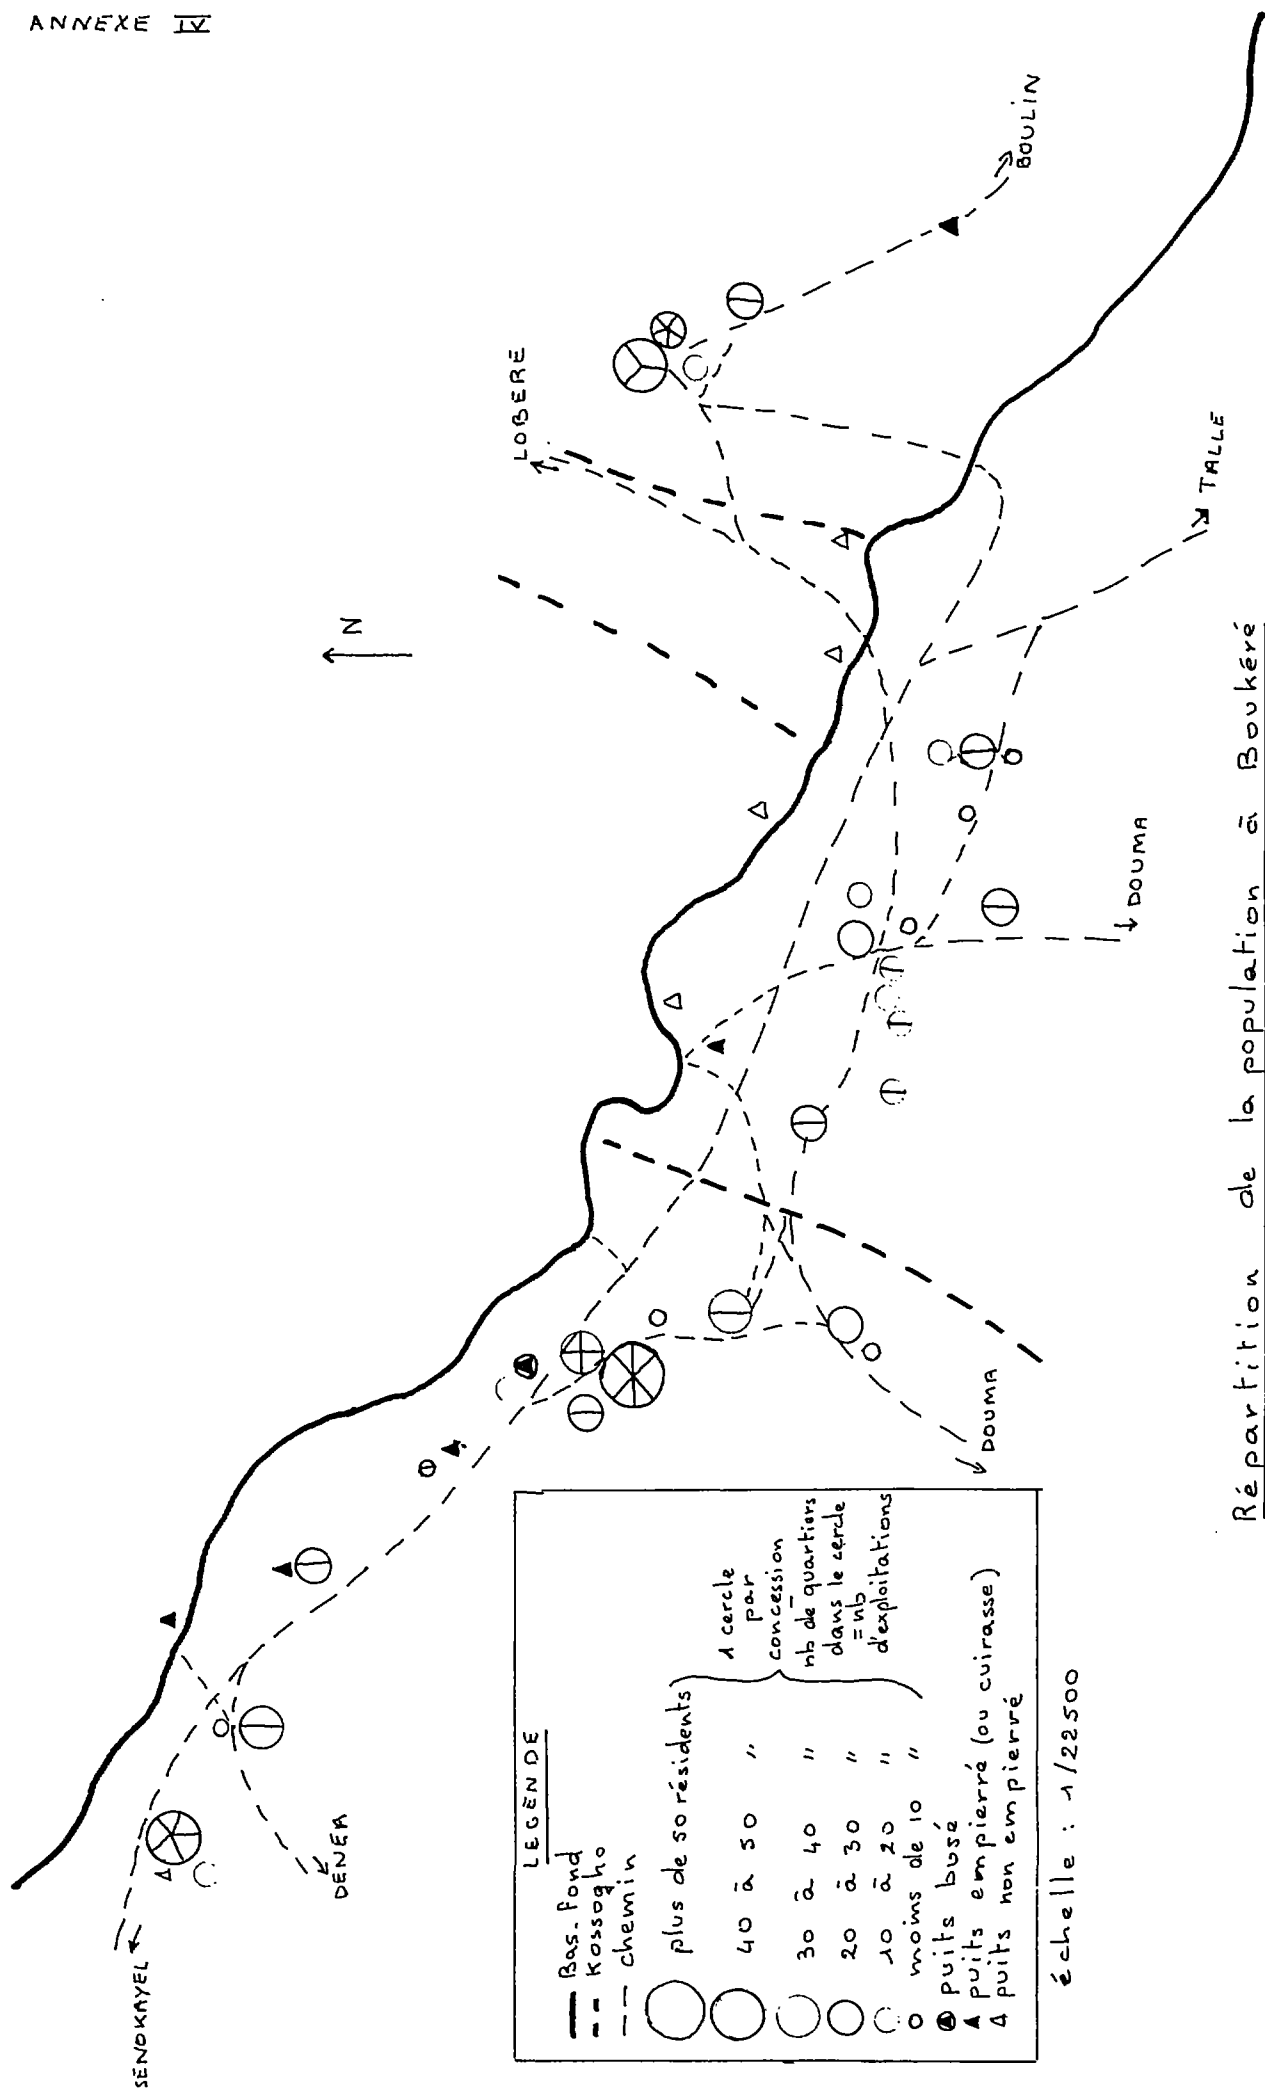 ANNEXE IV
BOULIN
LOBERE
TALLE
N
DOUMA
DOUMA
DENEA
SENOKAYEL
LEGENDE
Bas-Fond
Kossogho
chemin
plus de 50 résidents
40 à 50 "
30 à 40 "
20 à 30 "
10 à 20 "
moins de 10 "
1 cercle
par
concession
nb de quartiers
dans le cercle
= nb
d'exploitations
puits busé
puits empierré (ou cuirasse)
puits non empierré
échelle : 1/22500
Répartition de la population à Boukéré